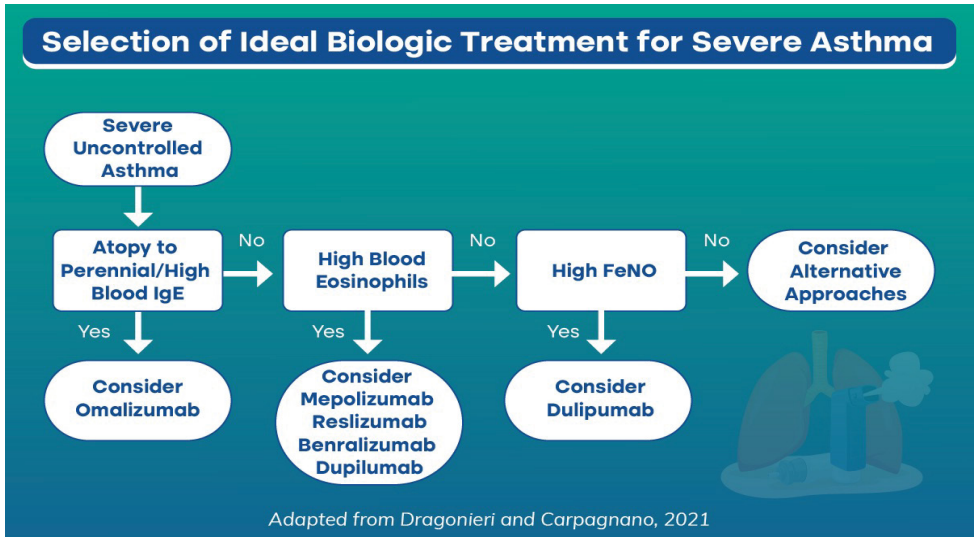 Selection of Ideal Biologic Treatment for Severe Asthma
Severe
Uncontrolled
Asthma
Atopy to
Perennial/High
Blood IgE
No
High Blood
Eosinophils
No
High FeNO
No
Consider
Alternative
Approaches
Yes
Consider
Omalizumab
Yes
Consider
Mepolizumab
Reslizumab
Benralizumab
Dupilumab
Yes
Consider
Dulipumab
Adapted from Dragonieri and Carpagnano, 2021